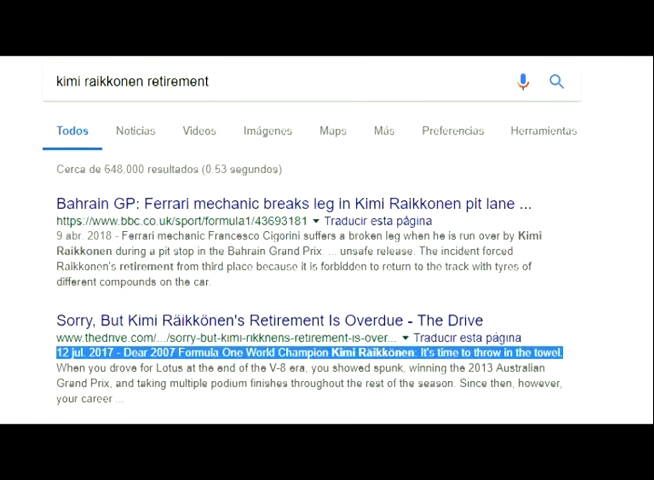 kimi raikkonen retirement
Todos Noticias Videos Imágenes Maps Más Preferencias Herramientas
Cerca de 648,000 resultados (0.53 segundos)
Bahrain GP: Ferrari mechanic breaks leg in Kimi Raikkonen pit lane ...
https://www.bbc.co.uk/sport/formula1/43693181 ▾ Traducir esta página
9 abr. 2018 - Ferrari mechanic Francesco Cigorini suffers a broken leg when he is run over by Kimi
Raikkonen during a pit stop in the Bahrain Grand Prix. ... unsafe release. The incident forced
Raikkonen's retirement from third place because it is forbidden to return to the track with tyres of
different compounds on the car.
Sorry, But Kimi Räikkönen's Retirement Is Overdue - The Drive
www.thedrive.com/.../sorry-but-kimi-rikknens-retirement-is-over... ▾ Traducir esta página
12 jul. 2017 - Dear 2007 Formula One World Champion Kimi Räikkönen: It's time to throw in the towel.
When you drove for Lotus at the end of the V-8 era, you showed spunk, winning the 2013 Australian
Grand Prix, and taking multiple podium finishes throughout the rest of the season. Since then, however,
your career ...